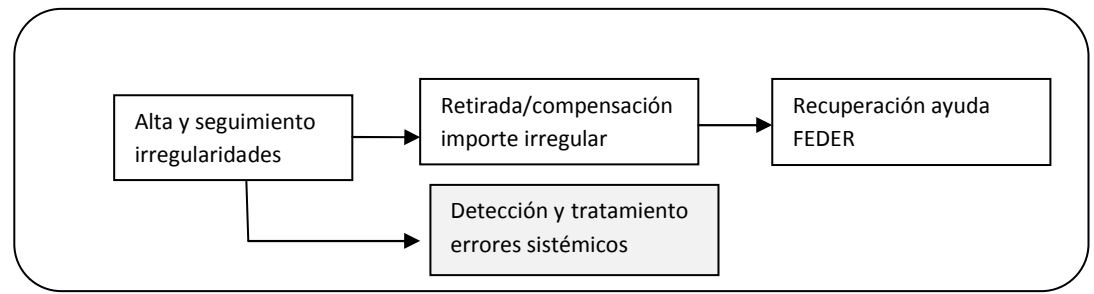 Alta y seguimiento
irregularidades
Retirada/compensación
importe irregular
Recuperación ayuda
FEDER
Detección y tratamiento
errores sistémicos